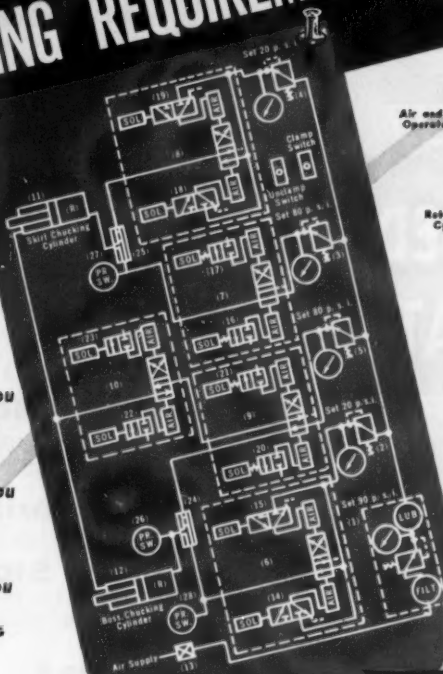 ING REQUIREM
Set 20 p. s. i.
(19)
SOL
AIR
(4)
Air and
Operat
(8)
Clamp
Switch
(11)
(R)
(18)
SOL
AIR
Unclamp
Switch
Skirt Chucking
Cylinder
Set 80 p. s. i.
(27)
(25)
(17)
SOL
AIR
PR
SW
(7)
(3)
(23)
SOL
AIR
(16)
SOL
AIR
Set 80 p. s. i.
(10)
(21)
SOL
AIR
(5)
(22)
SOL
AIR
(9)
Set 20 p. s. i.
(20)
SOL
AIR
(24)
(2)
(26)
PR
SW
(15)
SOL
AIR
Set 90 p. s. i.
(1)
LUB
(12)
(R)
(6)
Boss Chucking
Cylinder
(28)
PR
SW
(14)
SOL
AIR
FILT
Air Supply
(13)